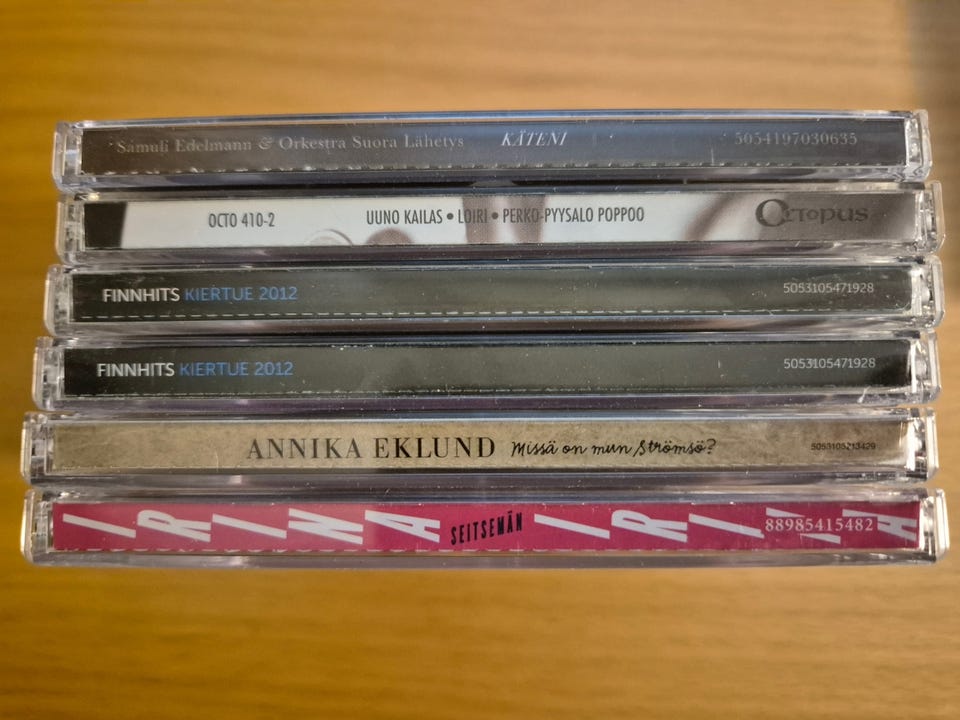 Samuli Edelmann & Orkestra Suora Lähetys KÄTENI 5054197030635
OCTO 410-2 UUNO KAILAS • LOIRI • PERKO-PYYSALO POPPOO OCTOPUS
FINNHITS KIERTUE 2012 5053105471928
FINNHITS KIERTUE 2012 5053105471928
ANNIKA EKLUND Missä on mun Strömsö? 5053105213429
IRINA SEITSEMÄN IRINA 88985415482